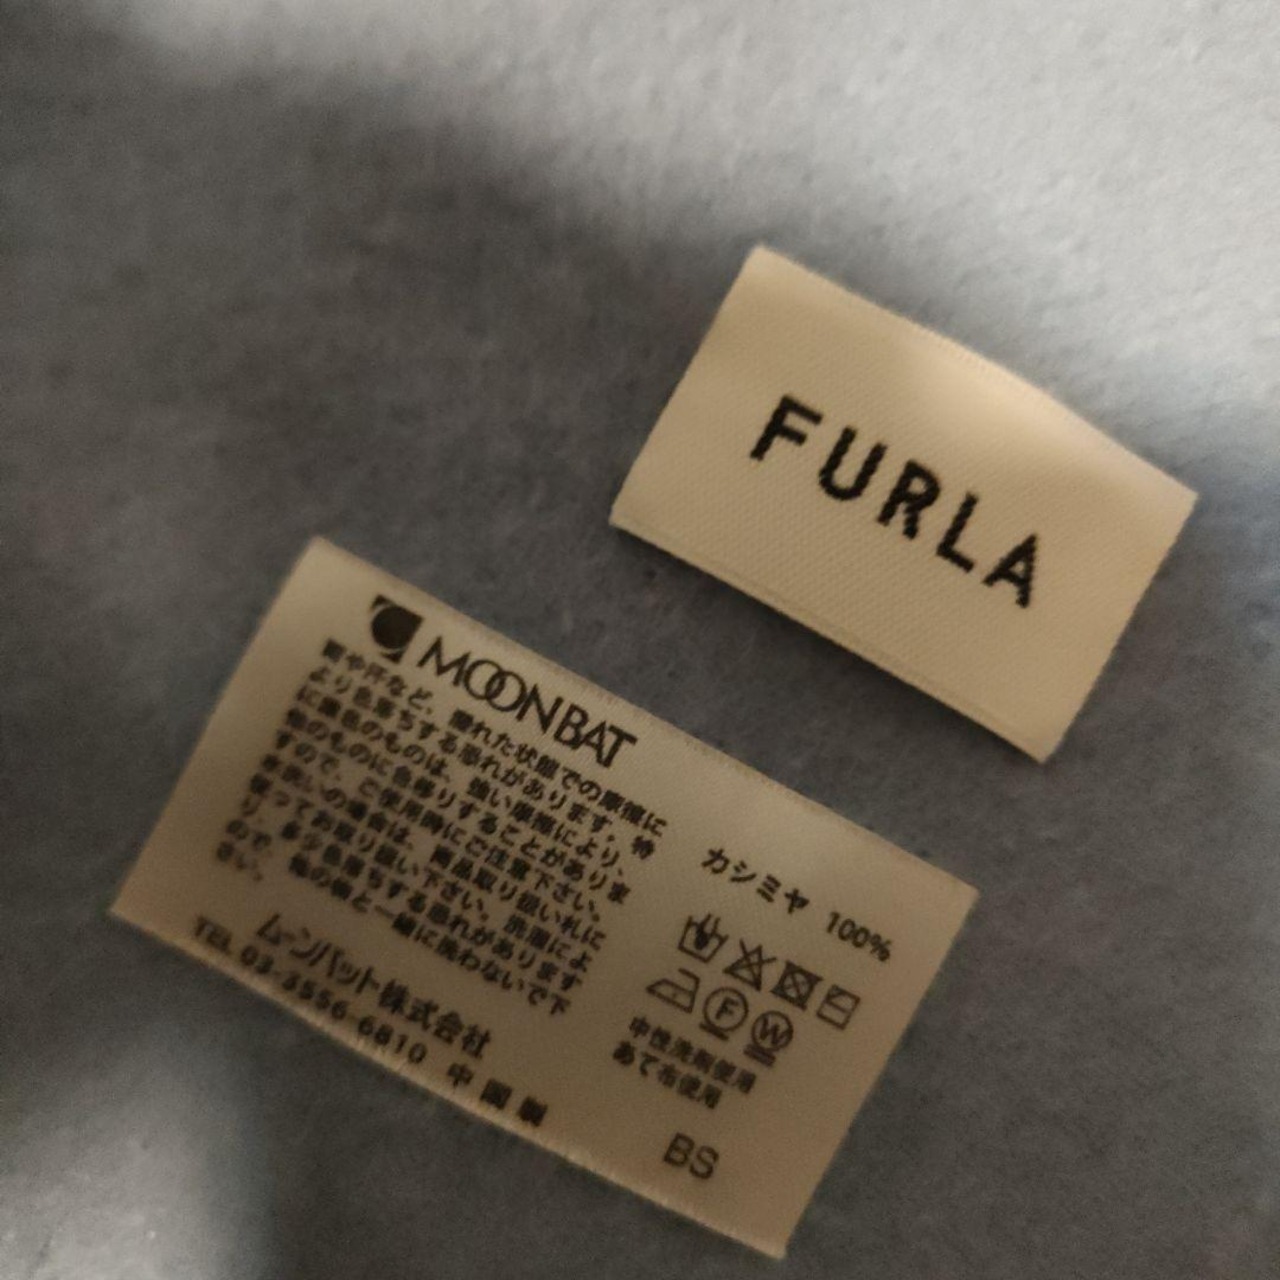 FURLA
MOONBAT
雨や汗など、濡れた状態での摩擦に
より色落ちする恐れがあります。特
に濃色のものは、強い摩擦により、
他のものに色移りすることがありま
すので、ご使用時にご注意下さい。
水洗いの場合は、商品取り扱い札に
従ってお取り扱い下さい。洗濯によ
り、多少色落ちする恐れがあります
ので、他の物と一緒に洗わないで下
さい。
ムーンバット株式会社
TEL 03-3556-6810 中国製
カシミヤ 100%
F W
中性洗剤使用
あて布使用
BS